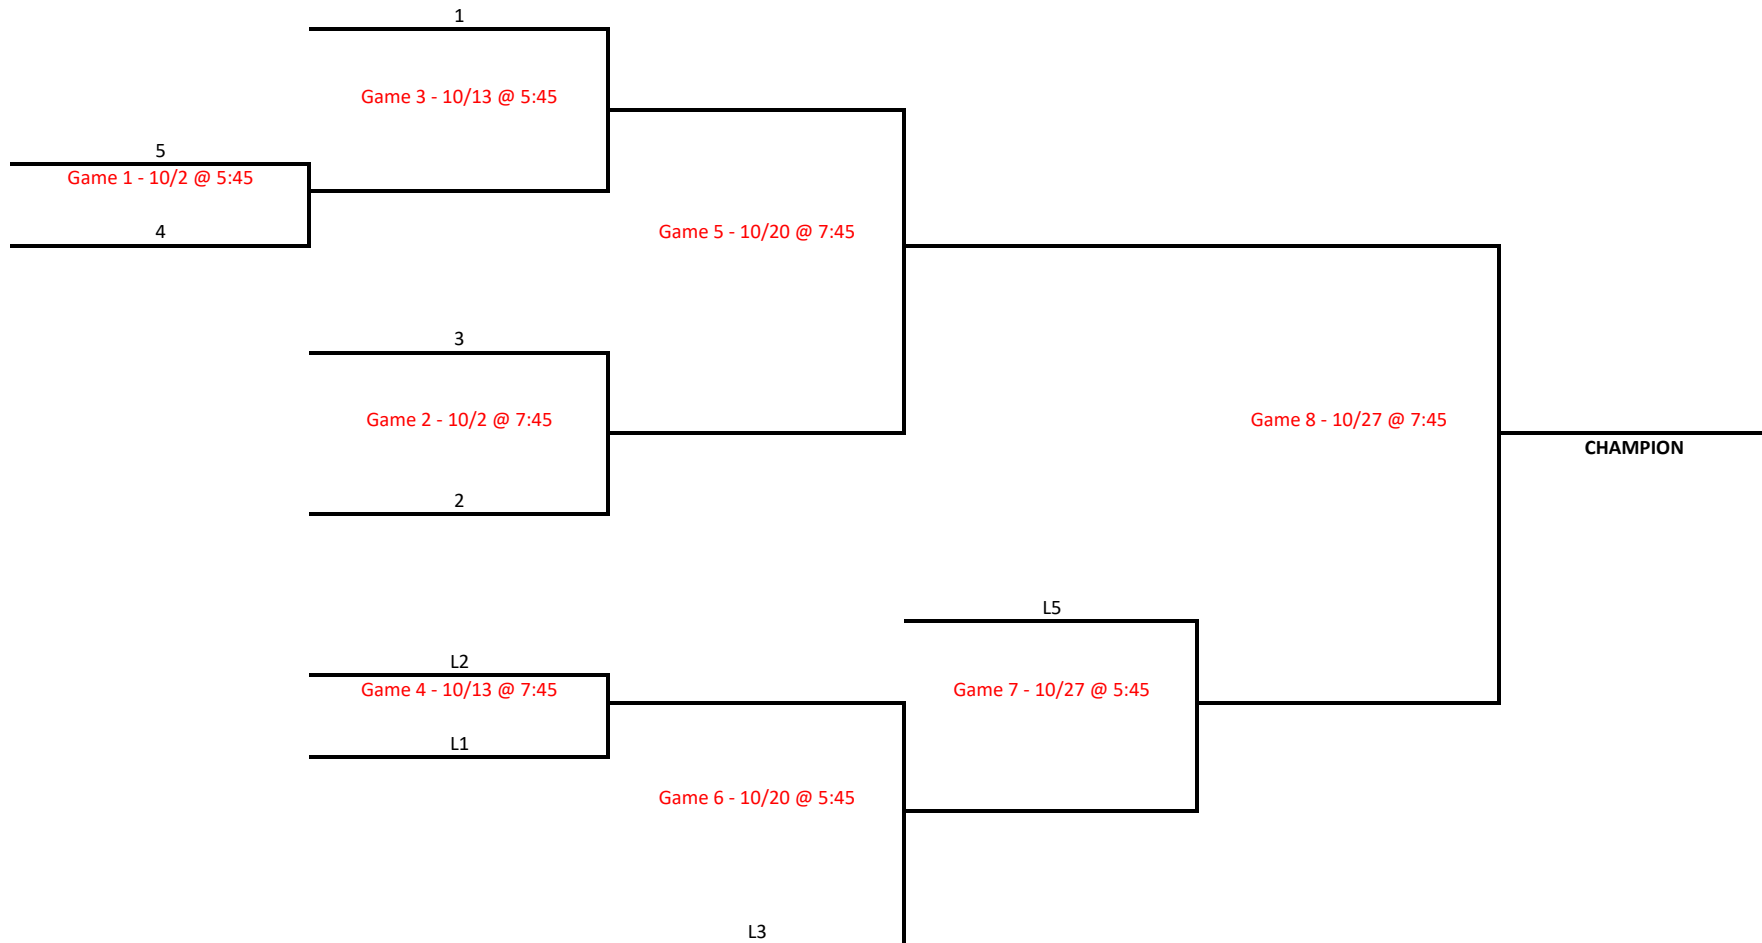 1
Game 3 - 10/13 @ 5:45
5
Game 1 - 10/2 @ 5:45
4
Game 5 - 10/20 @ 7:45
3
Game 2 - 10/2 @ 7:45
Game 8 - 10/27 @ 7:45
CHAMPION
2
L5
L2
Game 4 - 10/13 @ 7:45
Game 7 - 10/27 @ 5:45
L1
Game 6 - 10/20 @ 5:45
L3